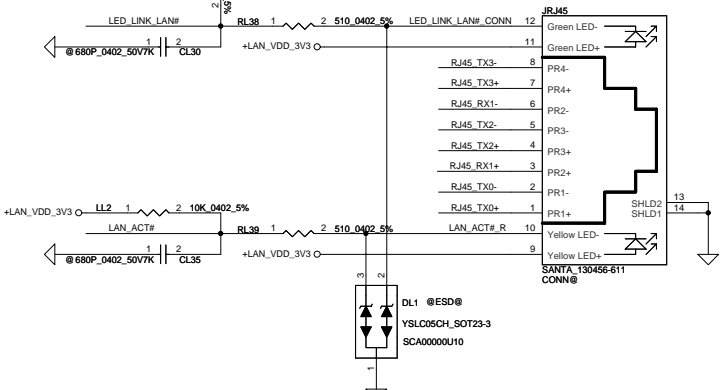 2
5%
JRJ45
LED_LINK_LAN# RL38 1 2 510_0402_5% LED_LINK_LAN#_CONN 12 Green LED-
@680P_0402_50V7K 1 2 CL30 +LAN_VDD_3V3 11 Green LED+
RJ45_TX3- 8 PR4-
RJ45_TX3+ 7 PR4+
RJ45_RX1- 6 PR2-
RJ45_TX2- 5 PR3-
RJ45_TX2+ 4 PR3+
RJ45_RX1+ 3 PR2+
RJ45_TX0- 2 PR1-
SHLD2 13
+LAN_VDD_3V3 LL2 1 2 10K_0402_5% RJ45_TX0+ 1 PR1+ SHLD1 14
LAN_ACT# RL39 1 2 510_0402_5% LAN_ACT#_R 10 Yellow LED-
@680P_0402_50V7K 1 2 CL35 +LAN_VDD_3V3 9 Yellow LED+
SANTA_130456-611
CONN@
3 2
DL1 @ESD@
YSLC05CH_SOT23-3
SCA00000U10
1